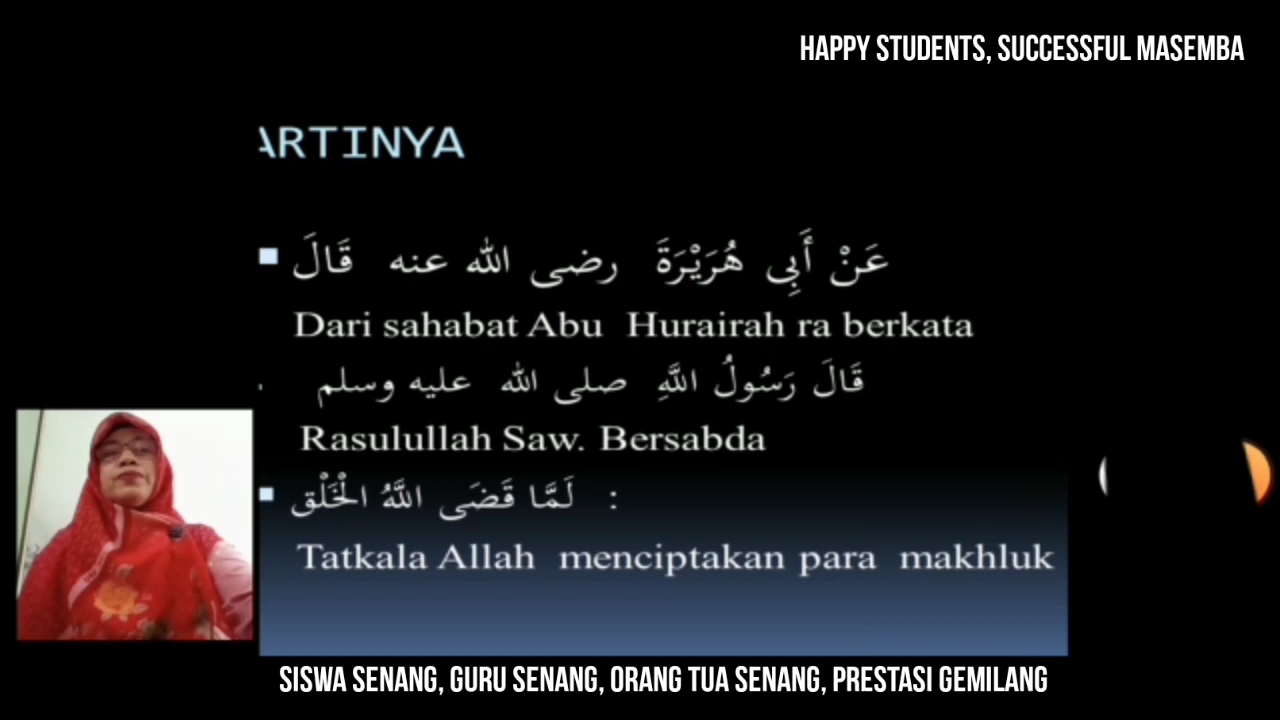 HAPPY STUDENTS, SUCCESSFUL MASEMBA
ARTINYA
عَنْ أَبِى هُرَيْرَةَ رضى الله عنه قَالَ
Dari sahabat Abu Hurairah ra berkata
قَالَ رَسُولُ اللَّهِ صلى الله عليه وسلم
Rasulullah Saw. Bersabda
: لَمَّا قَضَى اللَّهُ الْخَلْق
Tatkala Allah menciptakan para makhluk
SISWA SENANG, GURU SENANG, ORANG TUA SENANG, PRESTASI GEMILANG